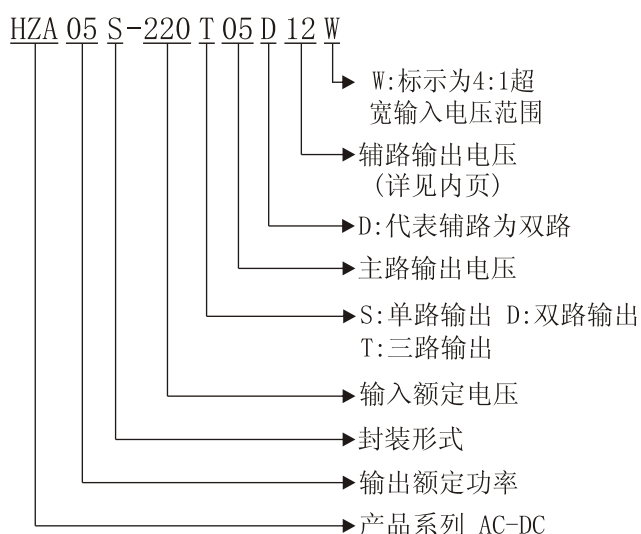 HZA 05 S-220 T 05 D 12 W
W:标示为4:1超
宽输入电压范围
辅路输出电压
(详见内页)
D:代表辅路为双路
主路输出电压
S:单路输出 D:双路输出
T:三路输出
输入额定电压
封装形式
输出额定功率
产品系列 AC-DC